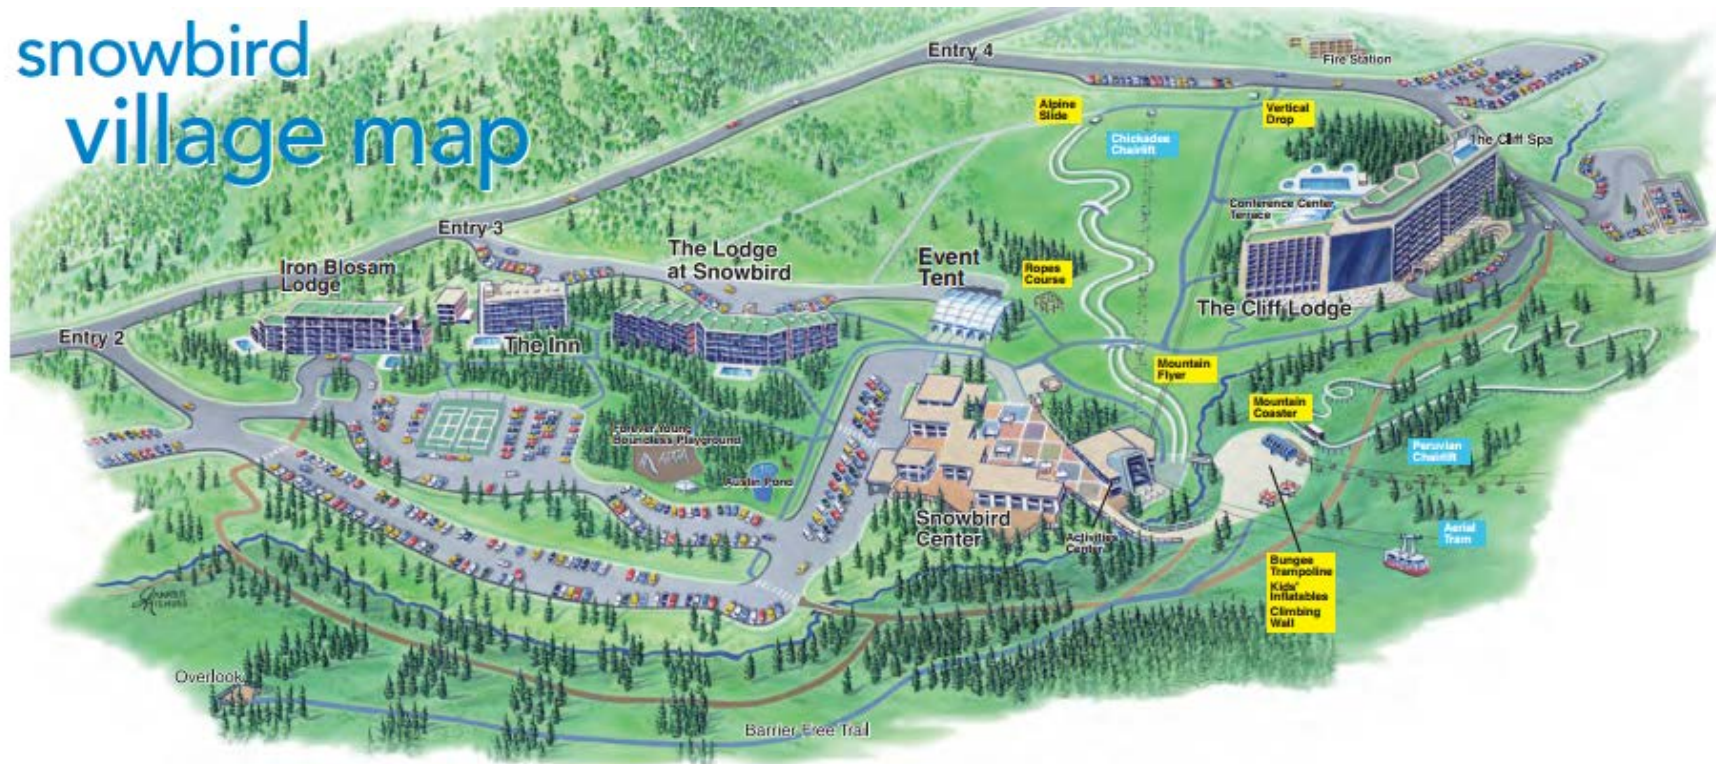 snowbird
village map
Entry 4
Fire Station
Alpine
Slide
Vertical
Drop
Chickadee
Chairlift
The Cliff Spa
Conference Center
Terrace
Entry 3
The Lodge
at Snowbird
Event
Tent
Iron Blosam
Lodge
Ropes
Course
The Cliff Lodge
Entry 2
The Inn
Mountain
Flyer
Mountain
Coaster
Forever Young
Boundless Playground
Peruvian
Chairlift
Austin Pond
Snowbird
Center
Activities
Center
Aerial
Tram
Bungee
Trampoline
Kids'
Inflatables
Climbing
Wall
Overlook
Barrier Free Trail